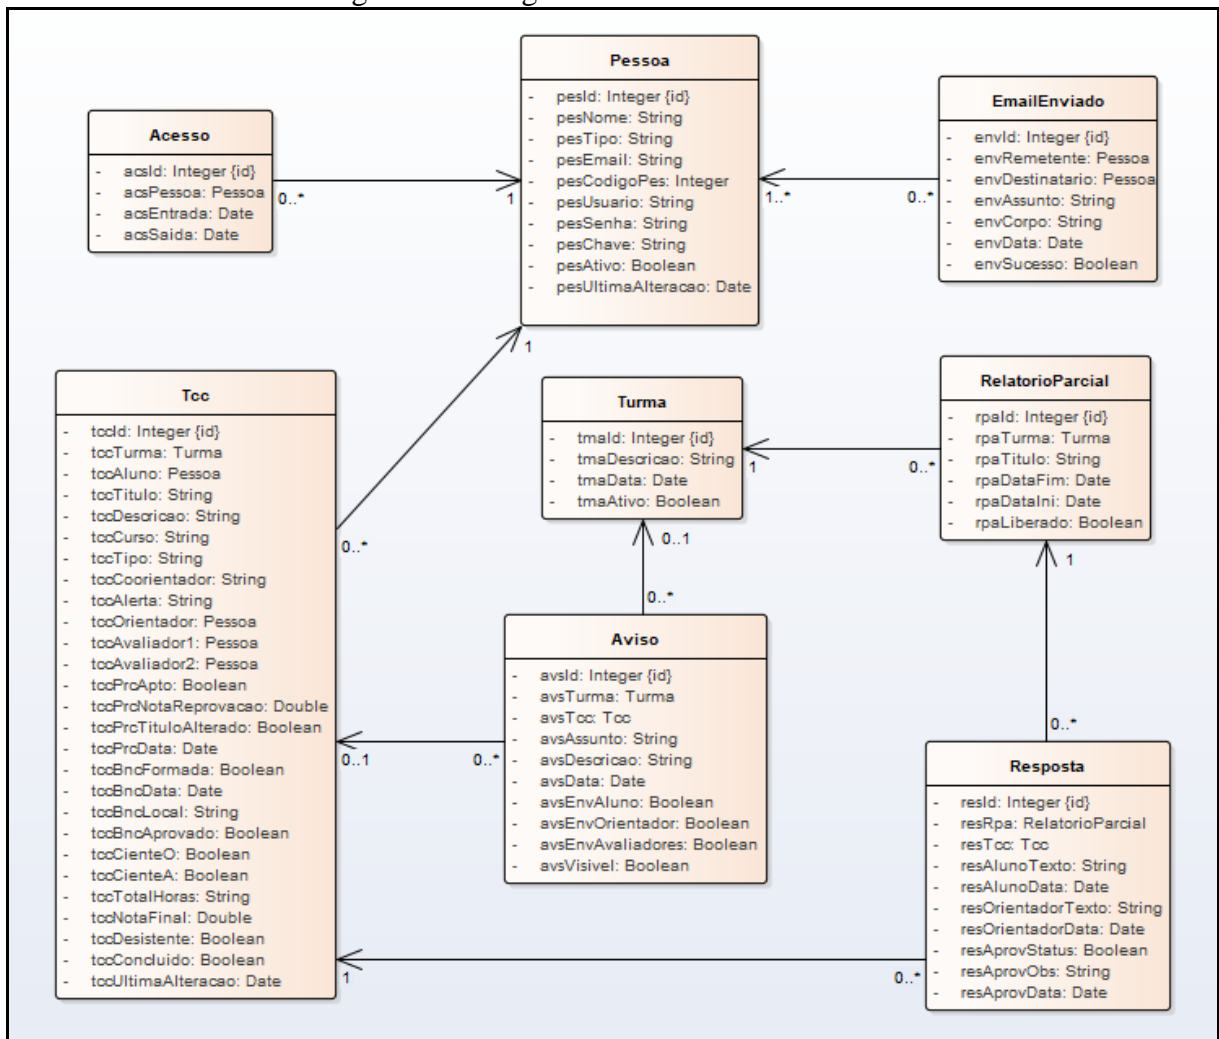 Pessoa
- pesId: Integer {id}
- pesNome: String
- pesTipo: String
- pesEmail: String
- pesCodigoPes: Integer
- pesUsuario: String
- pesSenha: String
- pesChave: String
- pesAtivo: Boolean
- pesUltimaAlteracao: Date
EmailEnviado
- envId: Integer {id}
- envRemetente: Pessoa
- envDestinatario: Pessoa
- envAssunto: String
- envCorpo: String
- envData: Date
- envSucesso: Boolean
Acesso
- acsId: Integer {id}
- acsPessoa: Pessoa
- acsEntrada: Date
- acsSaida: Date
0..*
1
1..*
0..*
1
Tcc
- tccId: Integer {id}
- tccTurma: Turma
- tccAluno: Pessoa
- tccTitulo: String
- tccDescricao: String
- tccCurso: String
- tccTipo: String
- tccCoorientador: String
- tccAlerta: String
- tccOrientador: Pessoa
- tccAvaliador1: Pessoa
- tccAvaliador2: Pessoa
- tccPrcApto: Boolean
- tccPrcNotaReprovacao: Double
- tccPrcTituloAlterado: Boolean
- tccPrcData: Date
- tccBncFormada: Boolean
- tccBncData: Date
- tccBncLocal: String
- tccBncAprovado: Boolean
- tccCienteO: Boolean
- tccCienteA: Boolean
- tccTotalHoras: String
- tccNotaFinal: Double
- tccDesistente: Boolean
- tccConcluido: Boolean
- tccUltimaAlteracao: Date
0..*
Turma
- tmaId: Integer {id}
- tmaDescricao: String
- tmaData: Date
- tmaAtivo: Boolean
1
0..*
RelatorioParcial
- rpaId: Integer {id}
- rpaTurma: Turma
- rpaTitulo: String
- rpaDataFim: Date
- rpaDataIni: Date
- rpaLiberado: Boolean
0..1
1
0..*
Aviso
- avsId: Integer {id}
- avsTurma: Turma
- avsTcc: Tcc
- avsAssunto: String
- avsDescricao: String
- avsData: Date
- avsEnvAluno: Boolean
- avsEnvOrientador: Boolean
- avsEnvAvaliadores: Boolean
- avsVisivel: Boolean
0..1
0..*
0..*
Resposta
- resId: Integer {id}
- resRpa: RelatorioParcial
- resTcc: Tcc
- resAlunoTexto: String
- resAlunoData: Date
- resOrientadorTexto: String
- resOrientadorData: Date
- resAprovStatus: Boolean
- resAprovObs: String
- resAprovData: Date
1
0..*